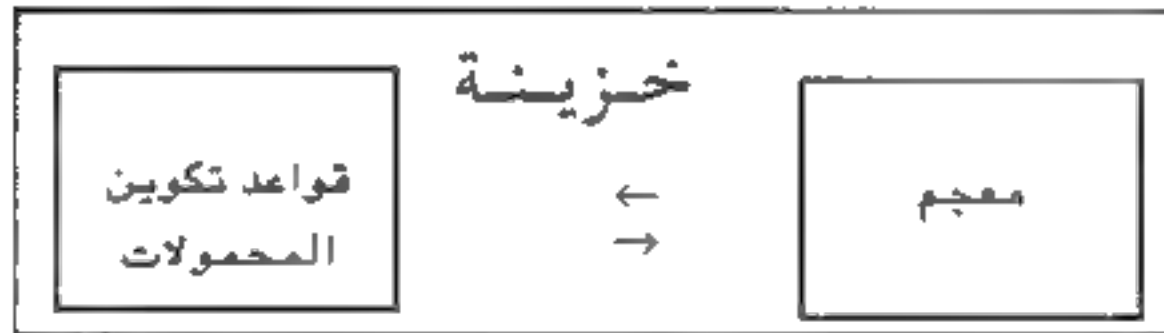 خزينة
معجم
←
→
قواعد تكوين
المحمولات